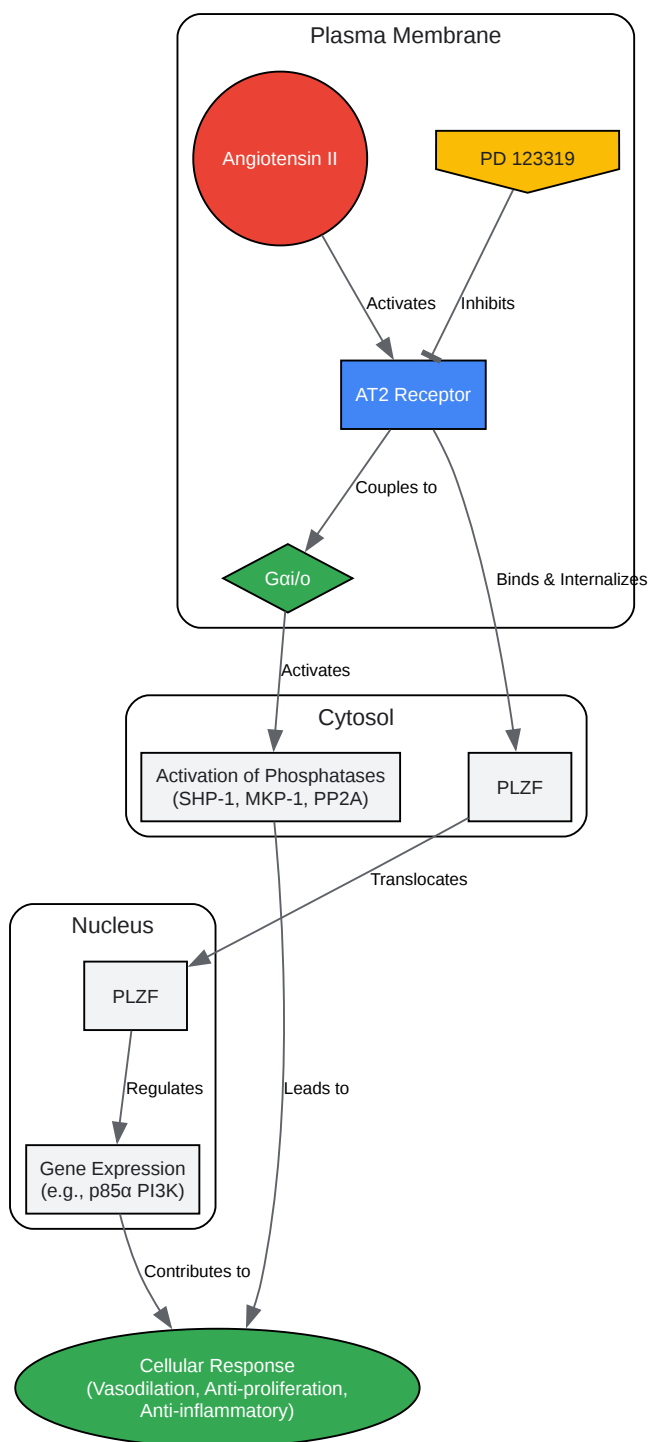 Plasma Membrane
Angiotensin II
PD 123319
Activates
Inhibits
AT2 Receptor
Couples to
Gαi/o
Binds & Internalizes
Activates
Cytosol
Activation of Phosphatases
(SHP-1, MKP-1, PP2A)
PLZF
Translocates
Nucleus
PLZF
Regulates
Leads to
Gene Expression
(e.g., p85α PI3K)
Contributes to
Cellular Response
(Vasodilation, Anti-proliferation,
Anti-inflammatory)